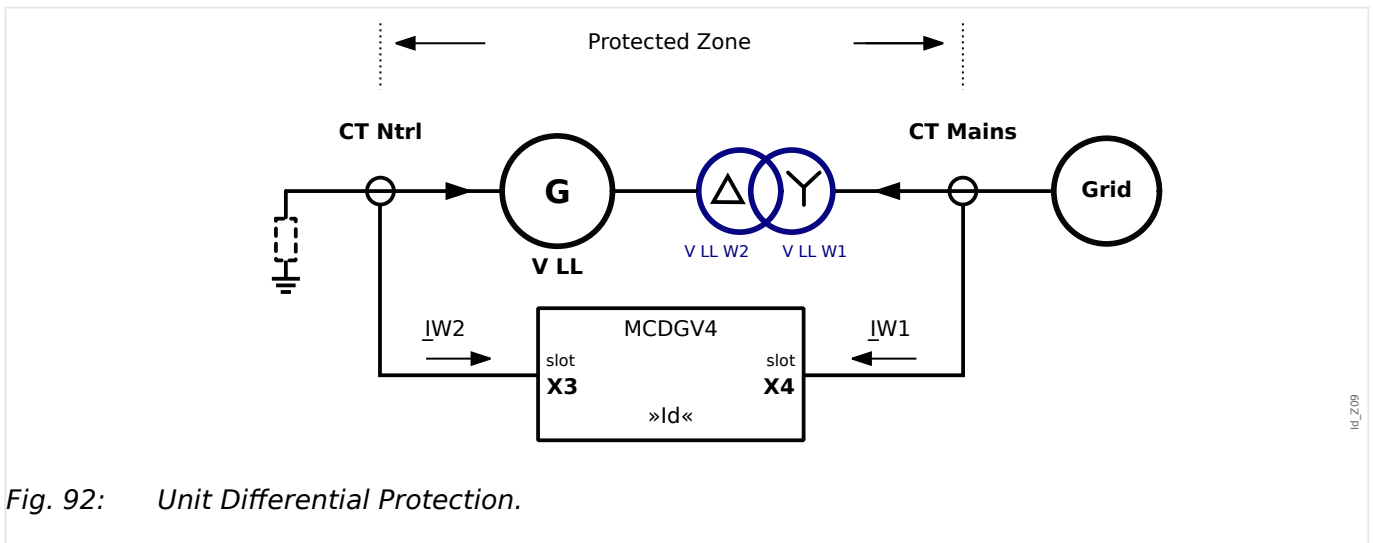 Protected Zone
CT Ntrl
CT Mains
G
Grid
V LL
V LL W2
V LL W1
IW2
MCDGV4
IW1
slot
slot
X3
X4
»Id«
Id_Z09
Fig. 92: Unit Differential Protection.